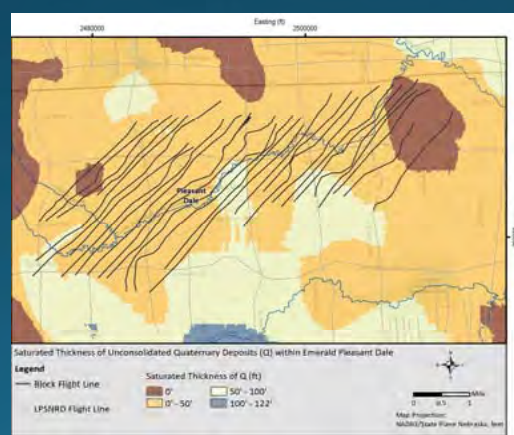 Easting (ft)
2480000 2500000
Pleasant
Dale
Saturated Thickness of Unconsolidated Quaternary Deposits (Q) within Emerald Pleasant Dale
Legend
Block Flight Line
LPSNRD Flight Line
Saturated Thickness of Q (ft)
0'
0' - 50'
50' - 100'
100' - 122'
0 0.5 1
Map Projection:
NAD83/State Plane Nebraska, feet